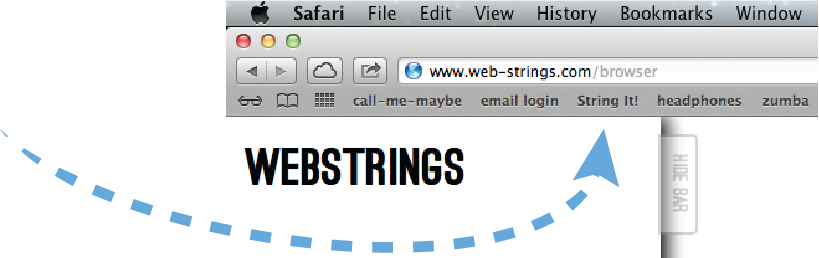 Safari File Edit View History Bookmarks Window
www.web-strings.com/browser
call-me-maybe email login String It! headphones zumba
WEBSTRINGS
HIDE BAR